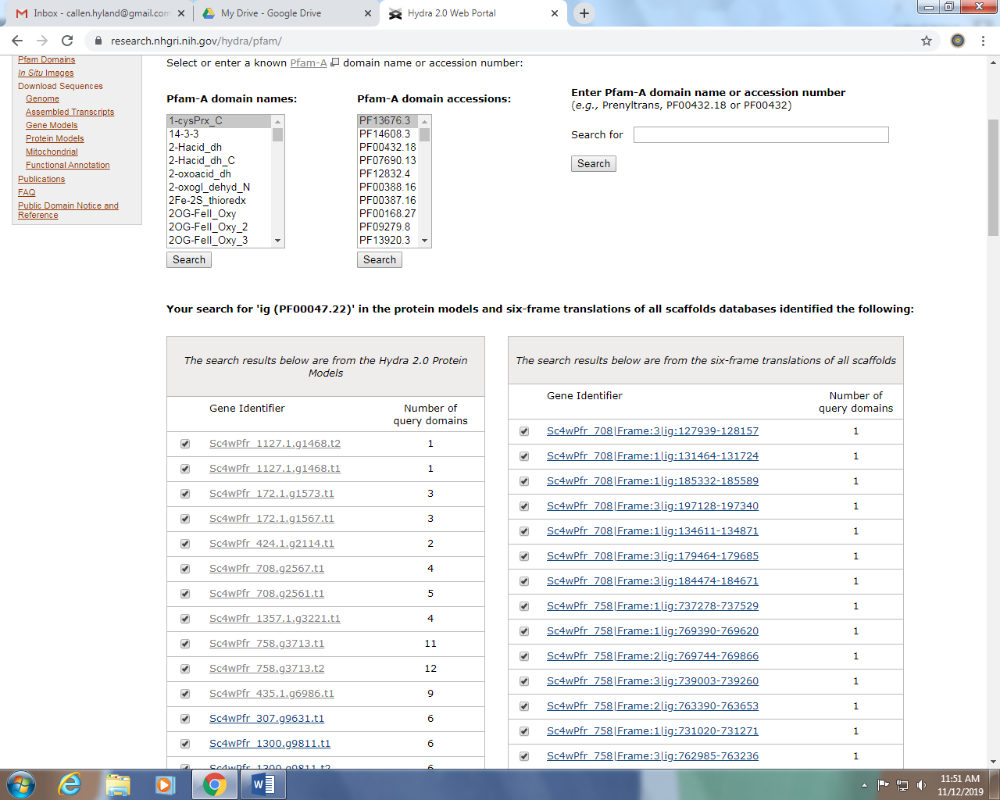 Inbox - callen.hyland@gmail.com
My Drive - Google Drive
Hydra 2.0 Web Portal
research.nhgri.nih.gov/hydra/pfam/
Pfam Domains
In Situ Images
Download Sequences
Genome
Assembled Transcripts
Gene Models
Protein Models
Mitochondrial
Functional Annotation
Publications
FAQ
Public Domain Notice and
Reference
Select or enter a known Pfam-A domain name or accession number:
Pfam-A domain names:
1-cysPrx_C
14-3-3
2-Hacid_dh
2-Hacid_dh_C
2-oxoacid_dh
2-oxogl_dehyd_N
2Fe-2S_thioredx
2OG-FeII_Oxy
2OG-FeII_Oxy_2
2OG-FeII_Oxy_3
Search
Pfam-A domain accessions:
PF13676.3
PF14608.3
PF00432.18
PF07690.13
PF12832.4
PF00388.16
PF00387.16
PF00168.27
PF09279.8
PF13920.3
Search
Enter Pfam-A domain name or accession number
(e.g., Prenyltrans, PF00432.18 or PF00432)
Search for
Search
Your search for 'ig (PF00047.22)' in the protein models and six-frame translations of all scaffolds databases identified the following:
The search results below are from the Hydra 2.0 Protein
Models
Gene Identifier Number of
query domains
Sc4wPfr_1127.1.g1468.t2 1
Sc4wPfr_1127.1.g1468.t1 1
Sc4wPfr_172.1.g1573.t1 3
Sc4wPfr_172.1.g1567.t1 3
Sc4wPfr_424.1.g2114.t1 2
Sc4wPfr_708.g2567.t1 4
Sc4wPfr_708.g2561.t1 5
Sc4wPfr_1357.1.g3221.t1 4
Sc4wPfr_758.g3713.t1 11
Sc4wPfr_758.g3713.t2 12
Sc4wPfr_435.1.g6986.t1 9
Sc4wPfr_307.g9631.t1 6
Sc4wPfr_1300.g9811.t1 6
Sc4wPfr_1300.g9811.t2 6
The search results below are from the six-frame translations of all scaffolds
Gene Identifier Number of
query domains
Sc4wPfr_708|Frame:3|ig:127939-128157 1
Sc4wPfr_708|Frame:1|ig:131464-131724 1
Sc4wPfr_708|Frame:1|ig:185332-185589 1
Sc4wPfr_708|Frame:3|ig:197128-197340 1
Sc4wPfr_708|Frame:1|ig:134611-134871 1
Sc4wPfr_708|Frame:3|ig:179464-179685 1
Sc4wPfr_708|Frame:3|ig:184474-184671 1
Sc4wPfr_758|Frame:1|ig:737278-737529 1
Sc4wPfr_758|Frame:1|ig:769390-769620 1
Sc4wPfr_758|Frame:2|ig:769744-769866 1
Sc4wPfr_758|Frame:3|ig:739003-739260 1
Sc4wPfr_758|Frame:2|ig:763390-763653 1
Sc4wPfr_758|Frame:1|ig:731020-731271 1
Sc4wPfr_758|Frame:3|ig:762985-763236 1
11:51 AM
11/12/2019